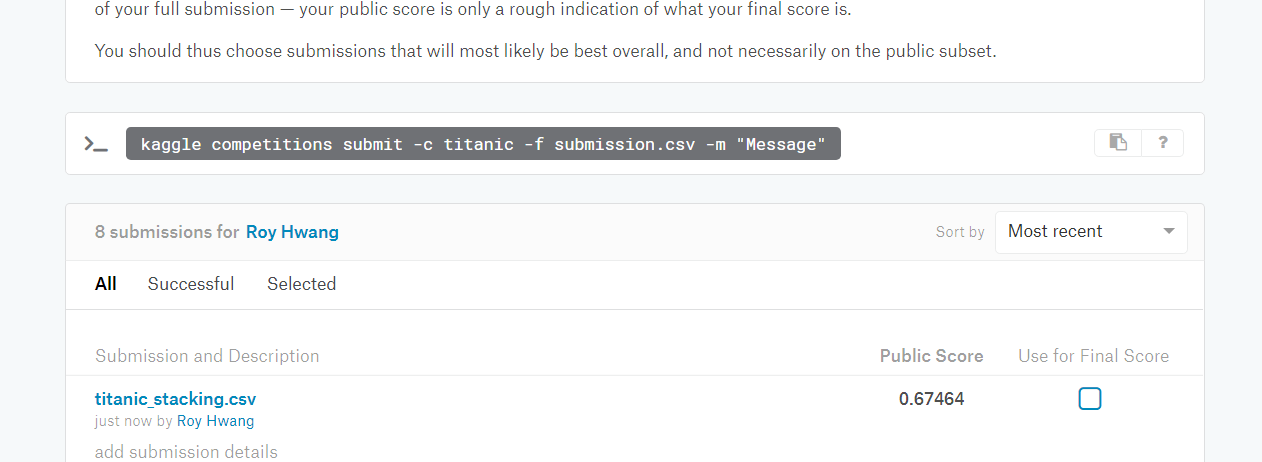 of your full submission — your public score is only a rough indication of what your final score is.
You should thus choose submissions that will most likely be best overall, and not necessarily on the public subset.
kaggle competitions submit -c titanic -f submission.csv -m "Message"
?
8 submissions for Roy Hwang
Sort by
Most recent
All Successful Selected
Submission and Description Public Score Use for Final Score
titanic_stacking.csv 0.67464
just now by Roy Hwang
add submission details